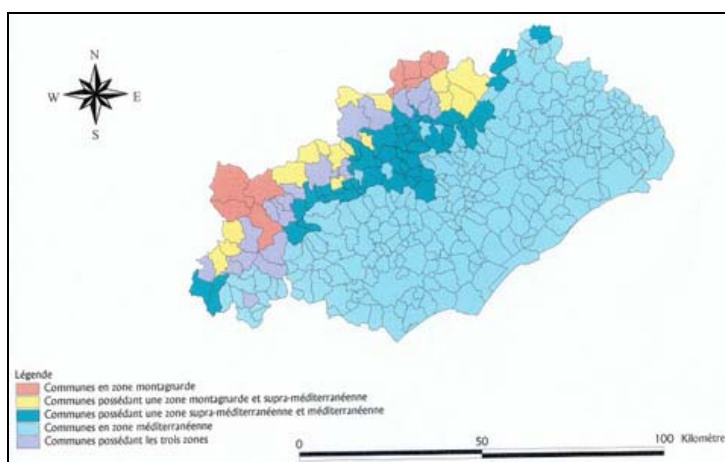 N
W E
S
Légende
Communes en zone montagnarde
Communes possédant une zone montagnarde et supra-méditerranéenne
Communes possédant une zone supra-méditerranéenne et méditerranéenne
Communes en zone méditerranéenne
Communes possédant les trois zones
0 50 100 Kilomètre